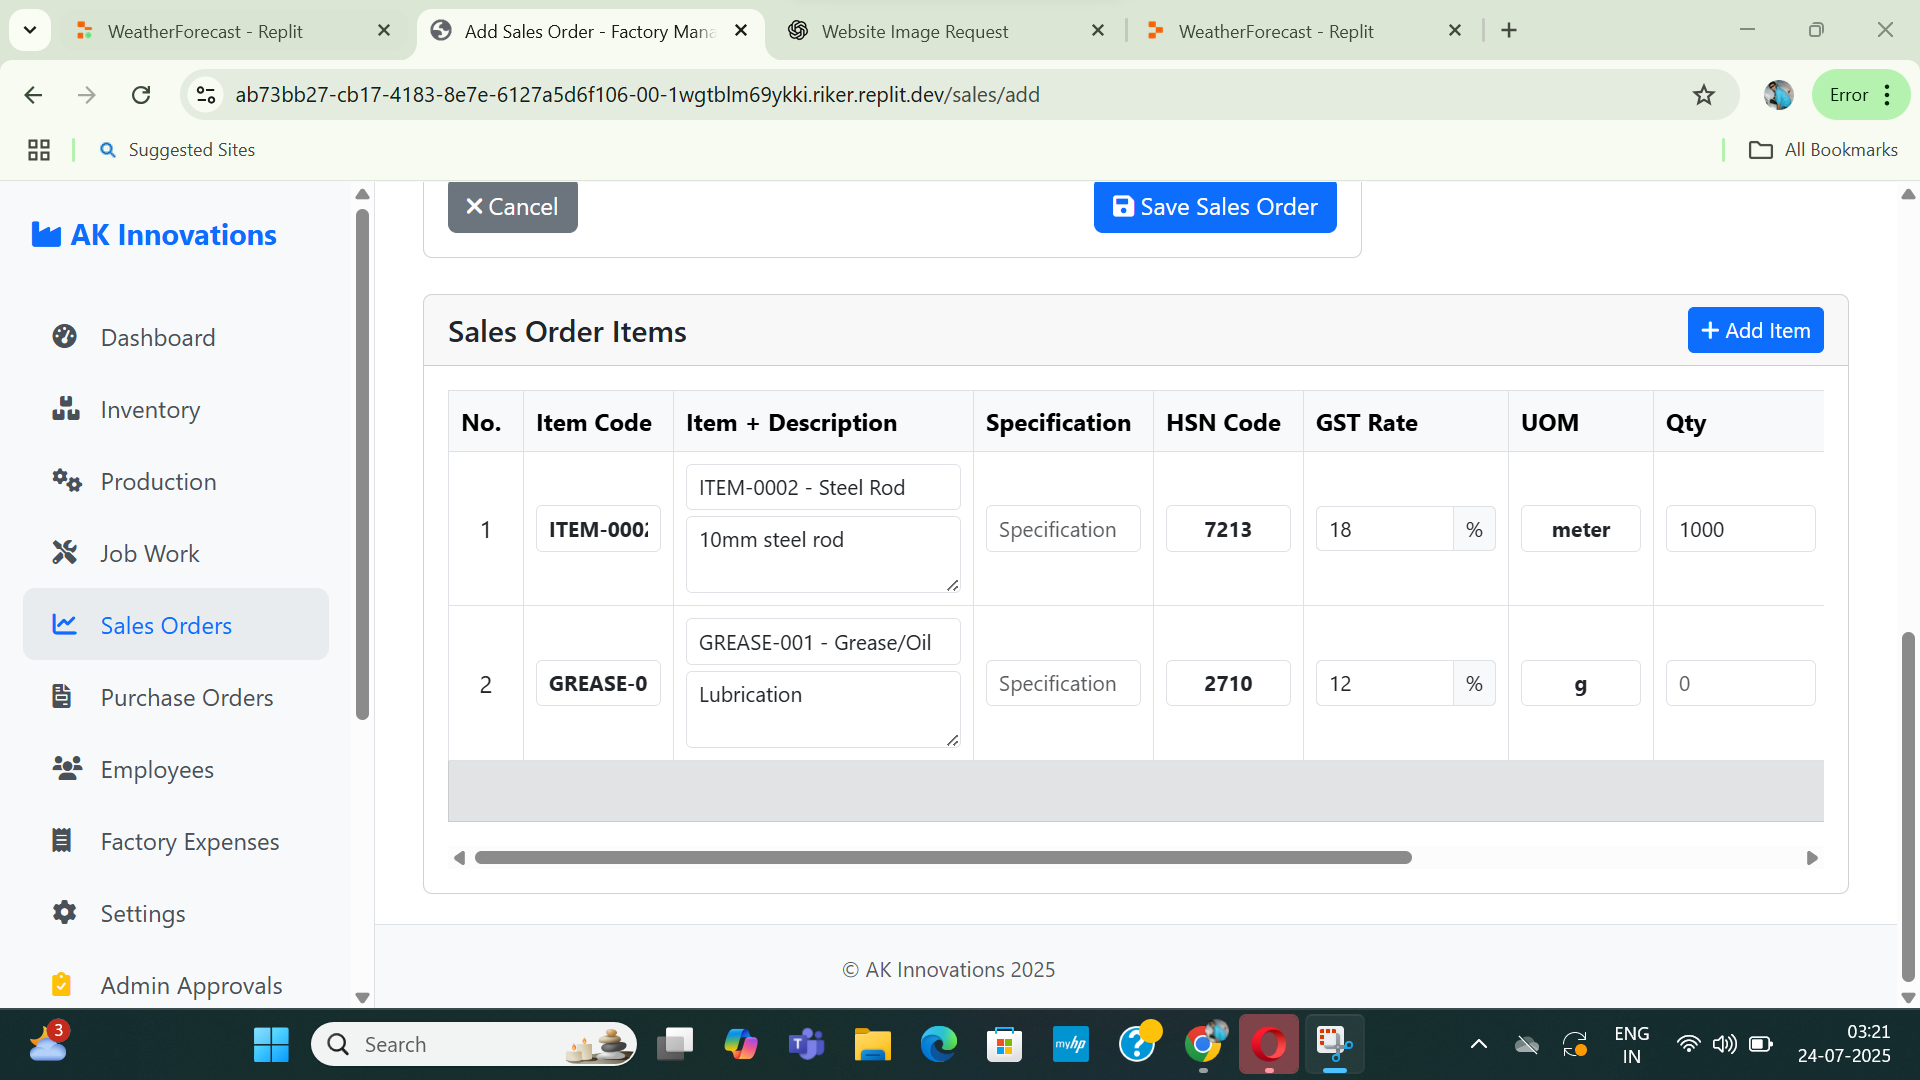 WeatherForecast - Replit
Add Sales Order - Factory Mana
Website Image Request
WeatherForecast - Replit
ab73bb27-cb17-4183-8e7e-6127a5d6f106-00-1wgtblm69ykki.riker.replit.dev/sales/add
Error
Suggested Sites
All Bookmarks
AK Innovations
Dashboard
Inventory
Production
Job Work
Sales Orders
Purchase Orders
Employees
Factory Expenses
Settings
Admin Approvals
Cancel
Save Sales Order
Sales Order Items
Add Item
No. Item Code Item + Description Specification HSN Code GST Rate UOM Qty
1 ITEM-0002 ITEM-0002 - Steel Rod Specification 7213 18 % meter 1000
10mm steel rod
2 GREASE-0 GREASE-001 - Grease/Oil Specification 2710 12 % g 0
Lubrication
© AK Innovations 2025
3
Search
myhp
ENG
IN
03:21
24-07-2025